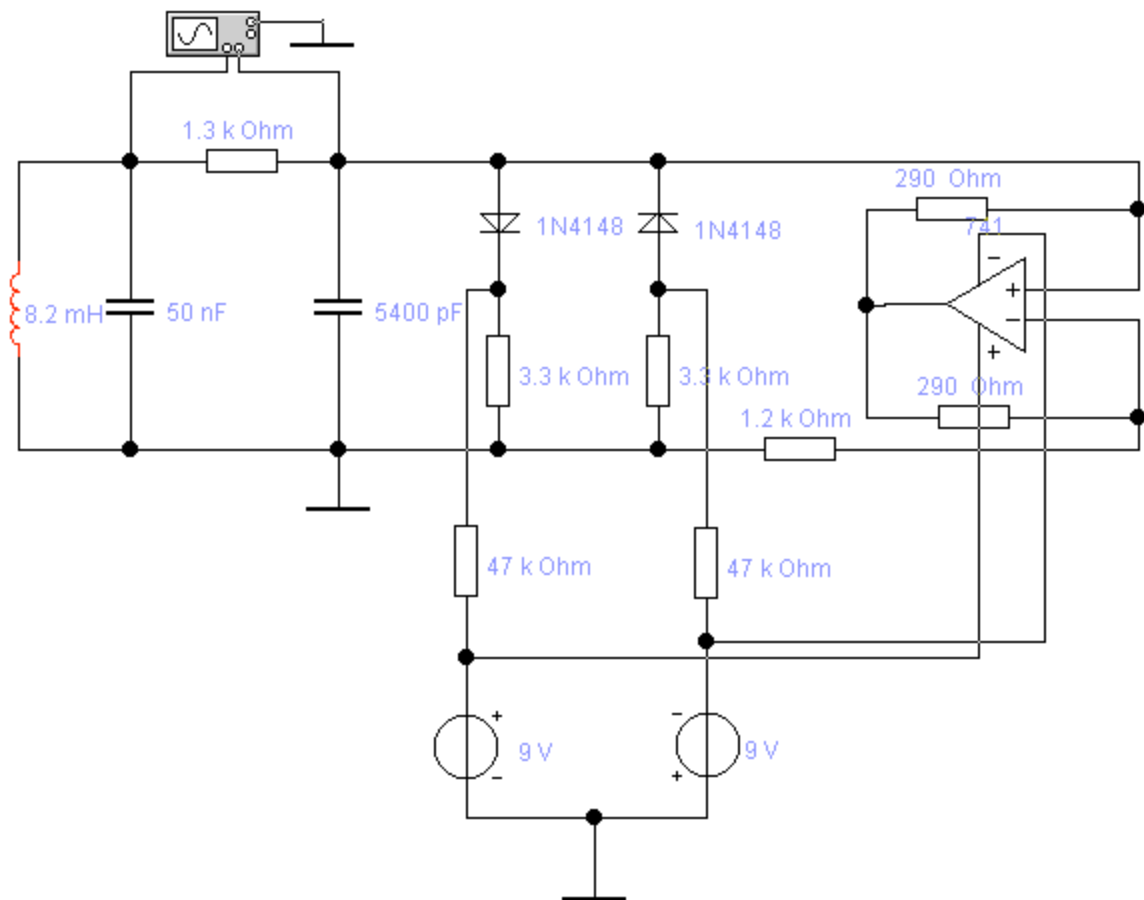 1.3 k Ohm
290 Ohm
741
1N4148
1N4148
−
+
−
+
8.2 mH
50 nF
5400 pF
3.3 k Ohm
3.3 k Ohm
290 Ohm
1.2 k Ohm
47 k Ohm
47 k Ohm
+
−
9 V
−
+
9 V